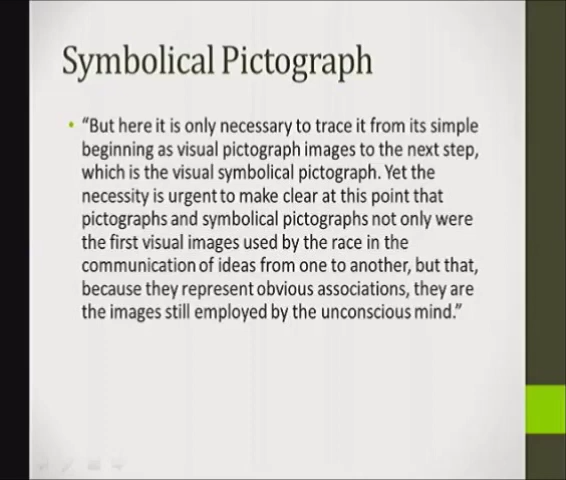 Symbolical Pictograph
• “But here it is only necessary to trace it from its simple
beginning as visual pictograph images to the next step,
which is the visual symbolical pictograph. Yet the
necessity is urgent to make clear at this point that
pictographs and symbolical pictographs not only were
the first visual images used by the race in the
communication of ideas from one to another, but that,
because they represent obvious associations, they are
the images still employed by the unconscious mind.”